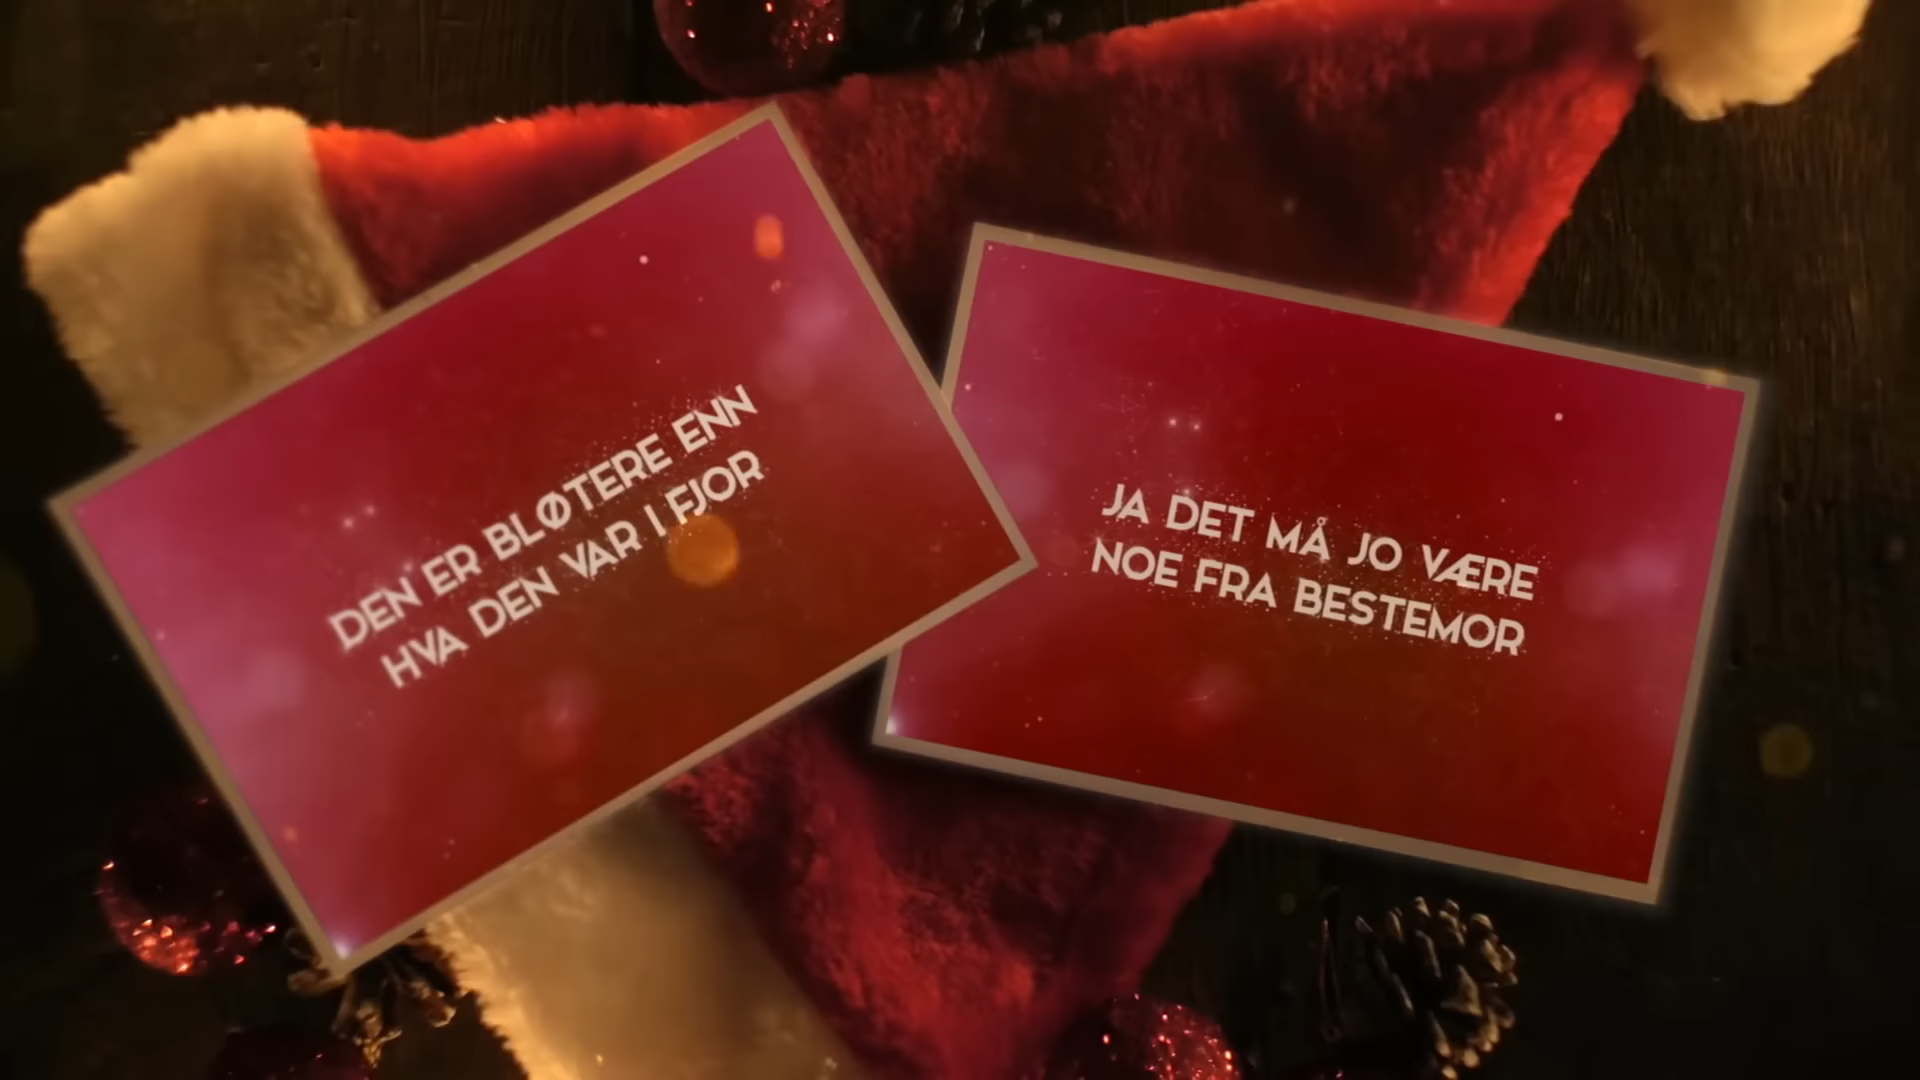 DEN ER BLØTERE ENN
HVA DEN VAR I FJOR
JA DET MÅ JO VÆRE
NOE FRA BESTEMOR